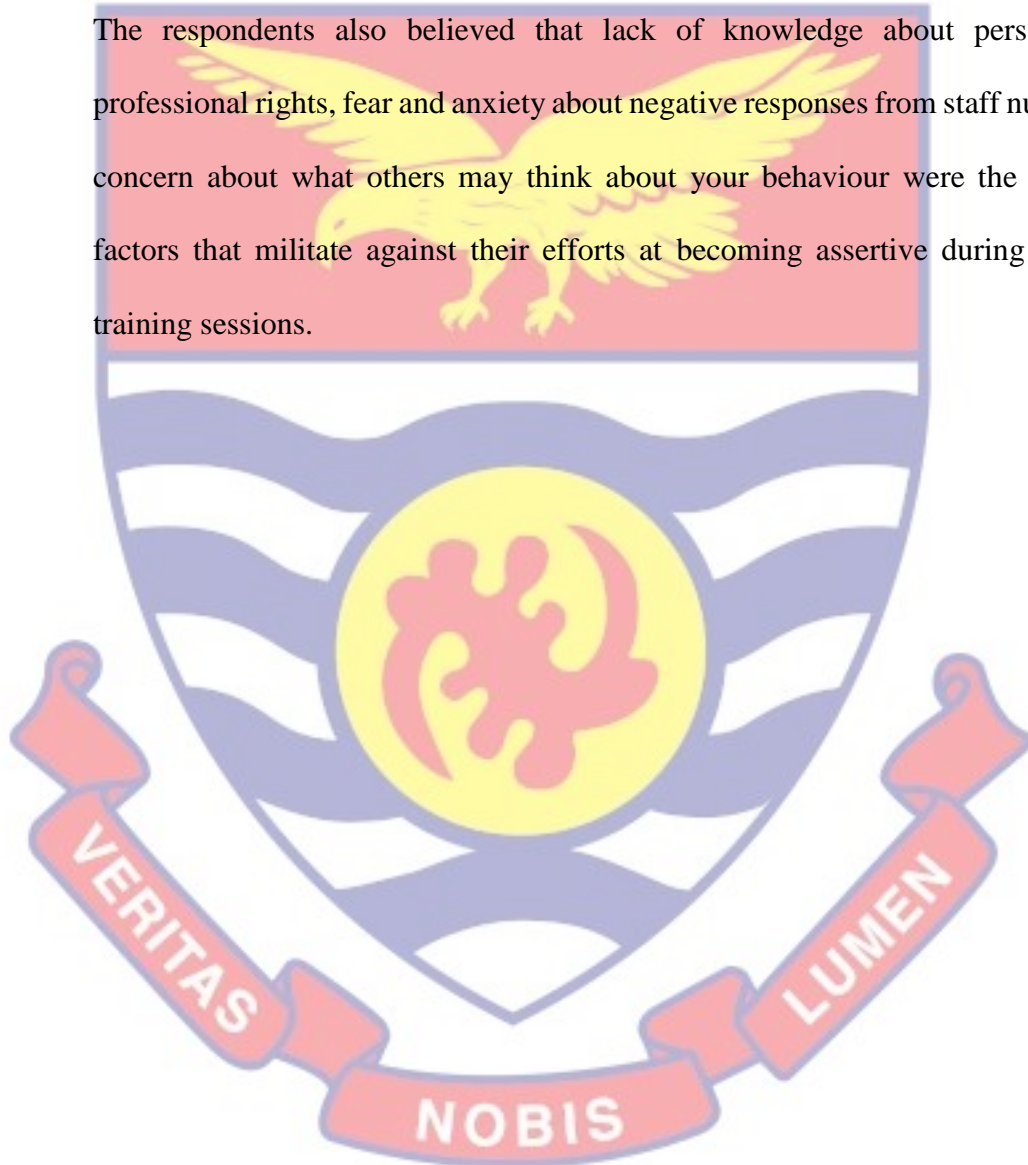 The respondents also believed that lack of knowledge about pers
professional rights, fear and anxiety about negative responses from staff nu
concern about what others may think about your behaviour were the
factors that militate against their efforts at becoming assertive during
training sessions.
VERITAS
NOBIS
LUMEN